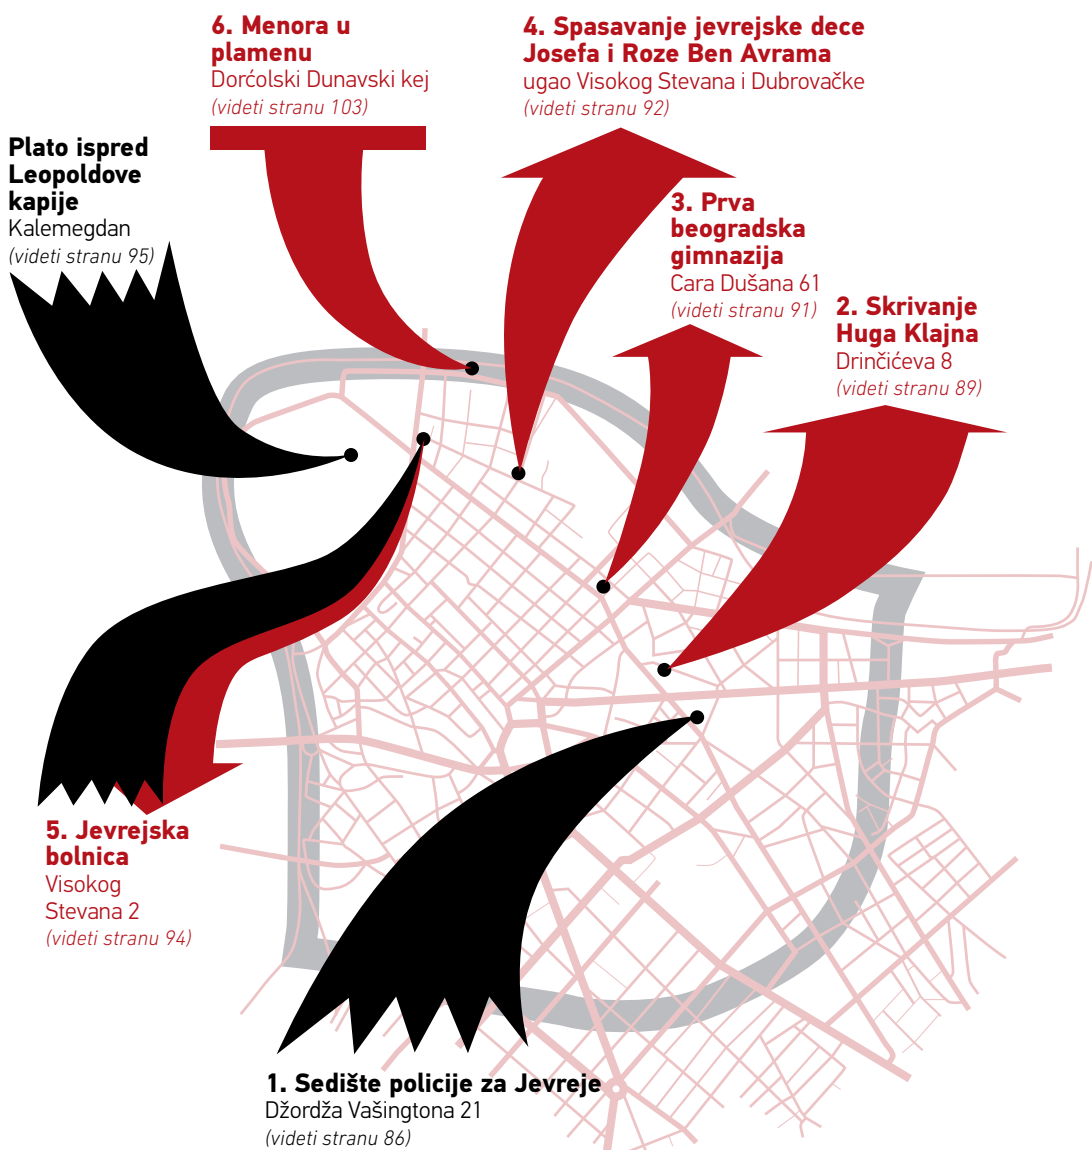 6. Menora u
plamenu
Dorćolski Dunavski kej
(videti stranu 103)
4. Spasavanje jevrejske dece
Josefa i Roze Ben Avrama
ugao Visokog Stevana i Dubrovačke
(videti stranu 92)
Plato ispred
Leopoldove
kapije
Kalemegdan
(videti stranu 95)
3. Prva
beogradska
gimnazija
Cara Dušana 61
(videti stranu 91)
2. Skrivanje
Huga Klajna
Drinčićeva 8
(videti stranu 89)
5. Jevrejska
bolnica
Visokog
Stevana 2
(videti stranu 94)
1. Sedište policije za Jevreje
Džordža Vašingtona 21
(videti stranu 86)